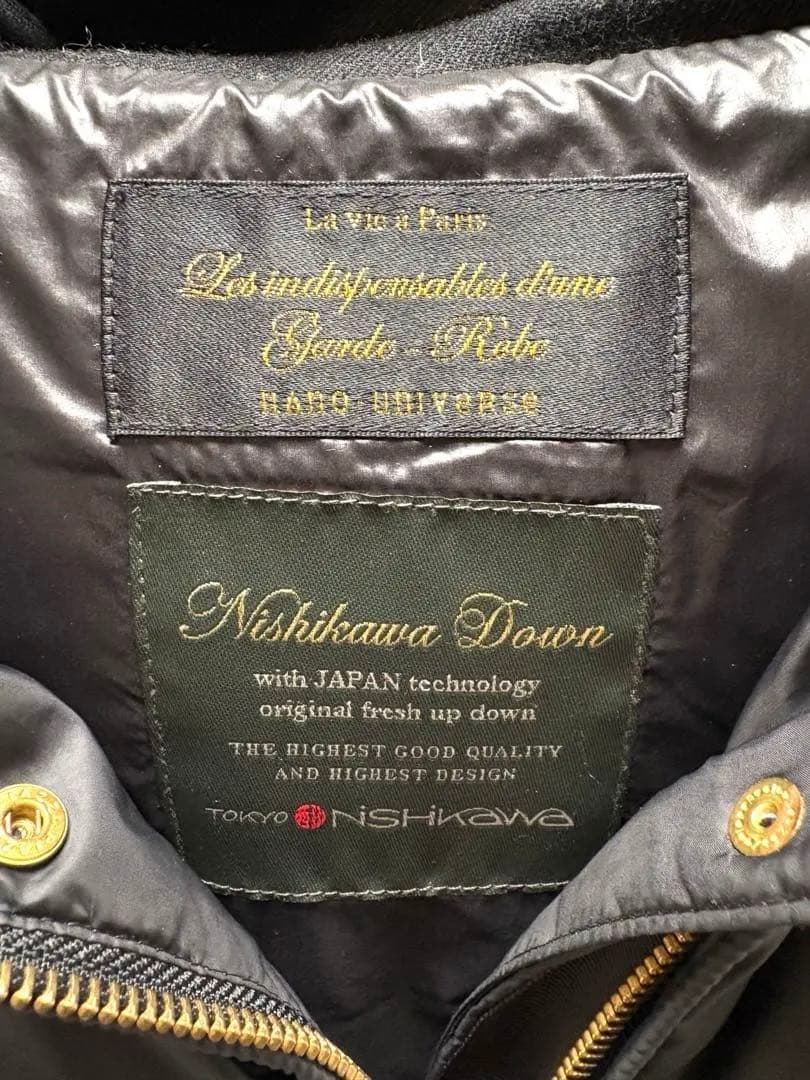 La vie à Paris
Les indispensables d'une
Garde-Robe
nano·universe
Nishikawa Down
with JAPAN technology
original fresh up down
THE HIGHEST GOOD QUALITY
AND HIGHEST DESIGN
TOKYO NiSHiKaWa